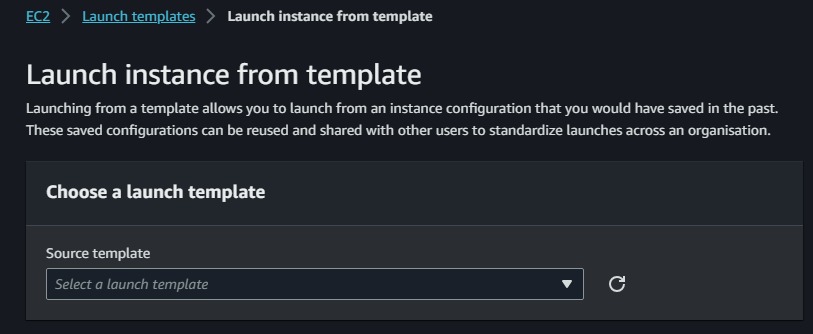 EC2 > Launch templates > Launch instance from template
Launch instance from template
Launching from a template allows you to launch from an instance configuration that you would have saved in the past.
These saved configurations can be reused and shared with other users to standardize launches across an organisation.
Choose a launch template
Source template
Select a launch template